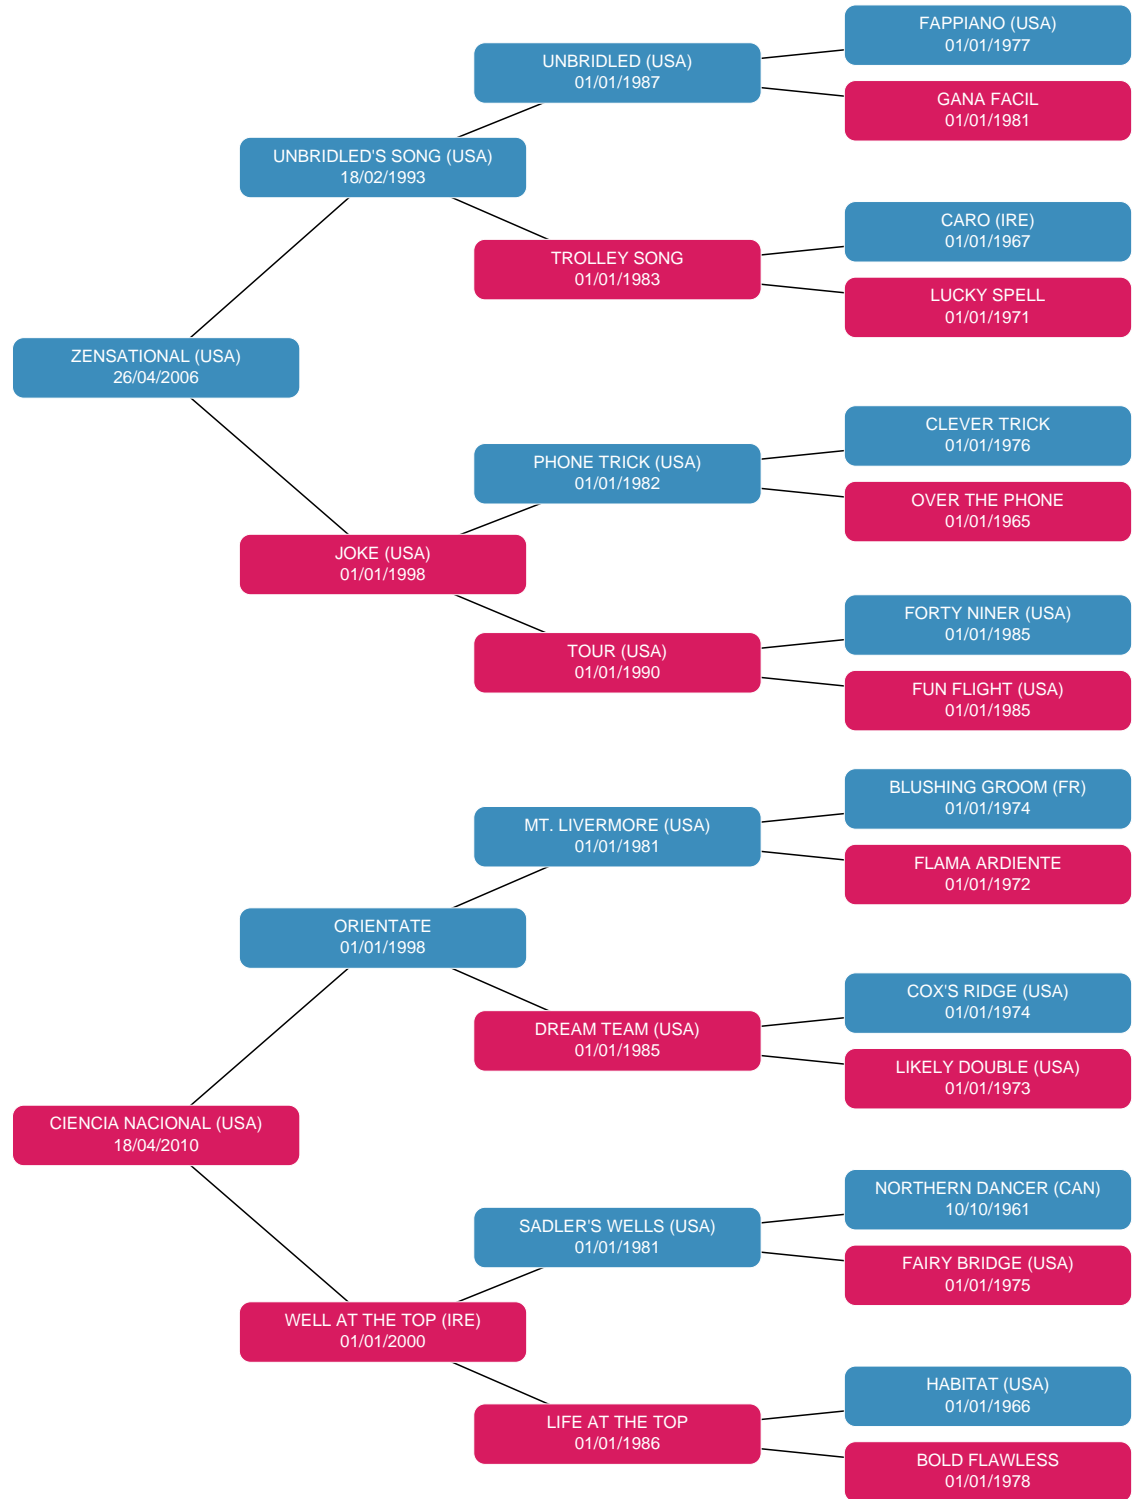 FAPPIANO (USA)
01/01/1977
UNBRIDLED (USA)
01/01/1987
GANA FACIL
01/01/1981
UNBRIDLED'S SONG (USA)
18/02/1993
CARO (IRE)
01/01/1967
TROLLEY SONG
01/01/1983
LUCKY SPELL
01/01/1971
ZENSATIONAL (USA)
26/04/2006
CLEVER TRICK
01/01/1976
PHONE TRICK (USA)
01/01/1982
OVER THE PHONE
01/01/1965
JOKE (USA)
01/01/1998
FORTY NINER (USA)
01/01/1985
TOUR (USA)
01/01/1990
FUN FLIGHT (USA)
01/01/1985
BLUSHING GROOM (FR)
01/01/1974
MT. LIVERMORE (USA)
01/01/1981
FLAMA ARDIENTE
01/01/1972
ORIENTATE
01/01/1998
COX'S RIDGE (USA)
01/01/1974
DREAM TEAM (USA)
01/01/1985
LIKELY DOUBLE (USA)
01/01/1973
CIENCIA NACIONAL (USA)
18/04/2010
NORTHERN DANCER (CAN)
10/10/1961
SADLER'S WELLS (USA)
01/01/1981
FAIRY BRIDGE (USA)
01/01/1975
WELL AT THE TOP (IRE)
01/01/2000
HABITAT (USA)
01/01/1966
LIFE AT THE TOP
01/01/1986
BOLD FLAWLESS
01/01/1978